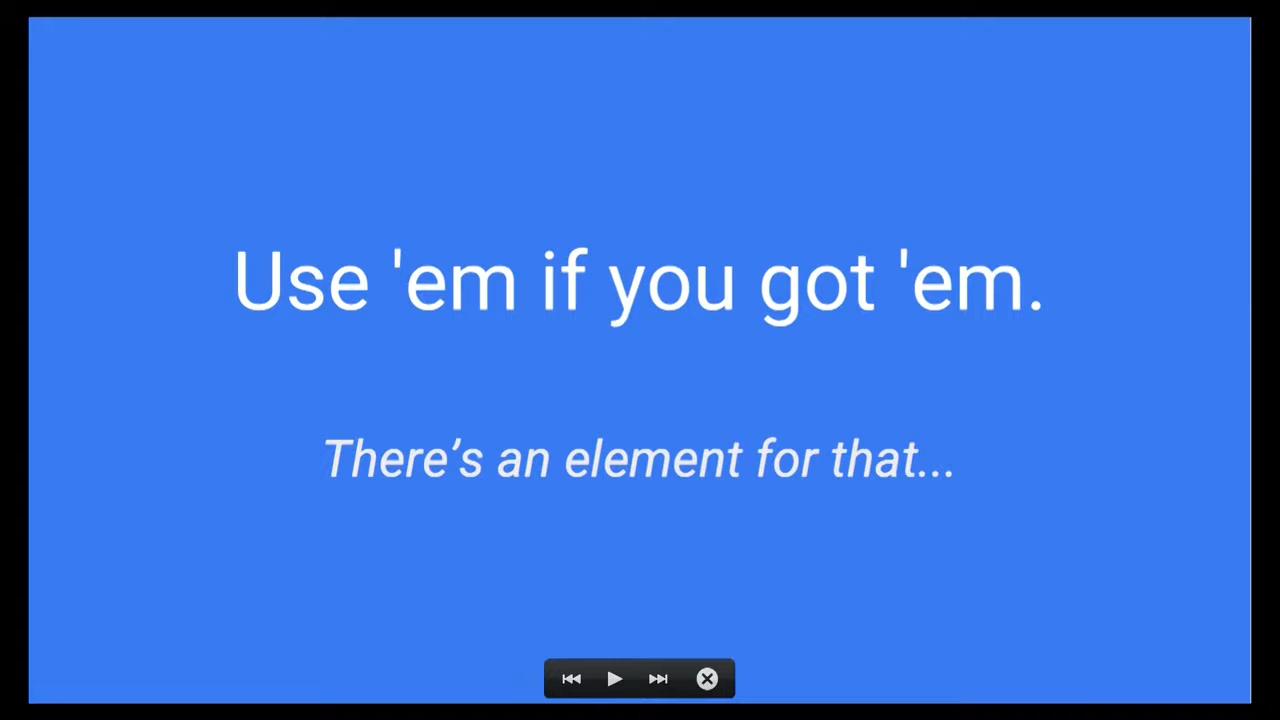 Use 'em if you got 'em.
There’s an element for that...